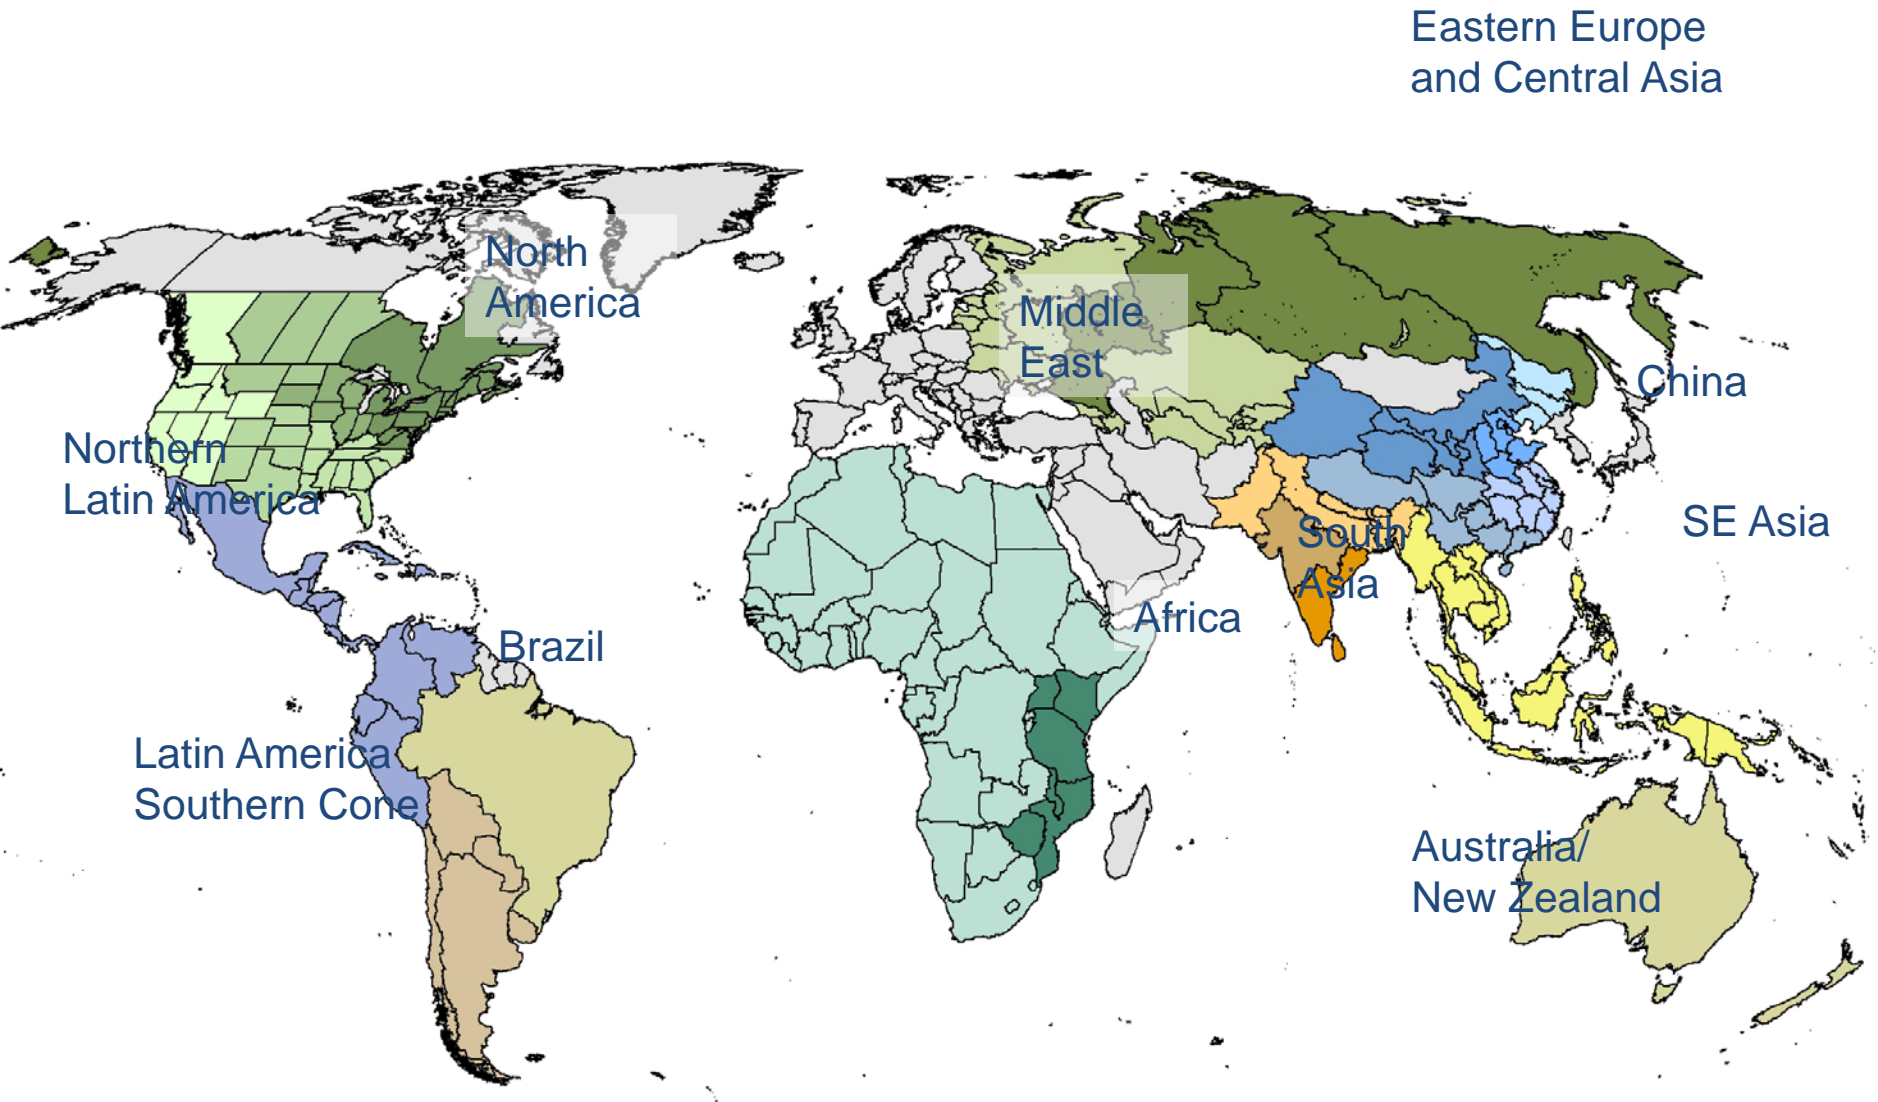 Eastern Europe
and Central Asia
North
America
Middle
East
China
Northern
Latin America
SE Asia
South
Asia
Africa
Brazil
Latin America
Southern Cone
Australia/
New Zealand